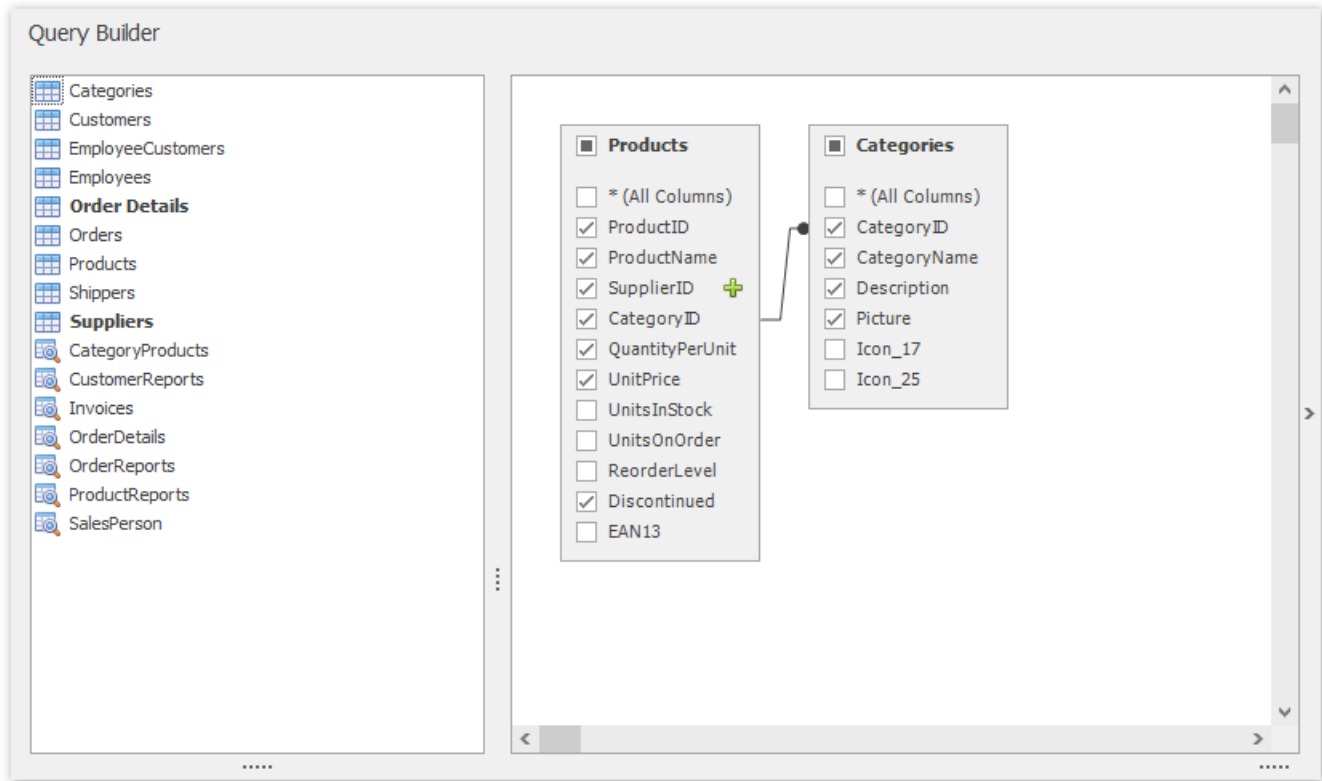 Query Builder
Categories
Customers
EmployeeCustomers
Employees
Order Details
Orders
Products
Shippers
Suppliers
CategoryProducts
CustomerReports
Invoices
OrderDetails
OrderReports
ProductReports
SalesPerson
Products
* (All Columns)
ProductID
ProductName
SupplierID
CategoryID
QuantityPerUnit
UnitPrice
UnitsInStock
UnitsOnOrder
ReorderLevel
Discontinued
EAN13
Categories
* (All Columns)
CategoryID
CategoryName
Description
Picture
Icon_17
Icon_25